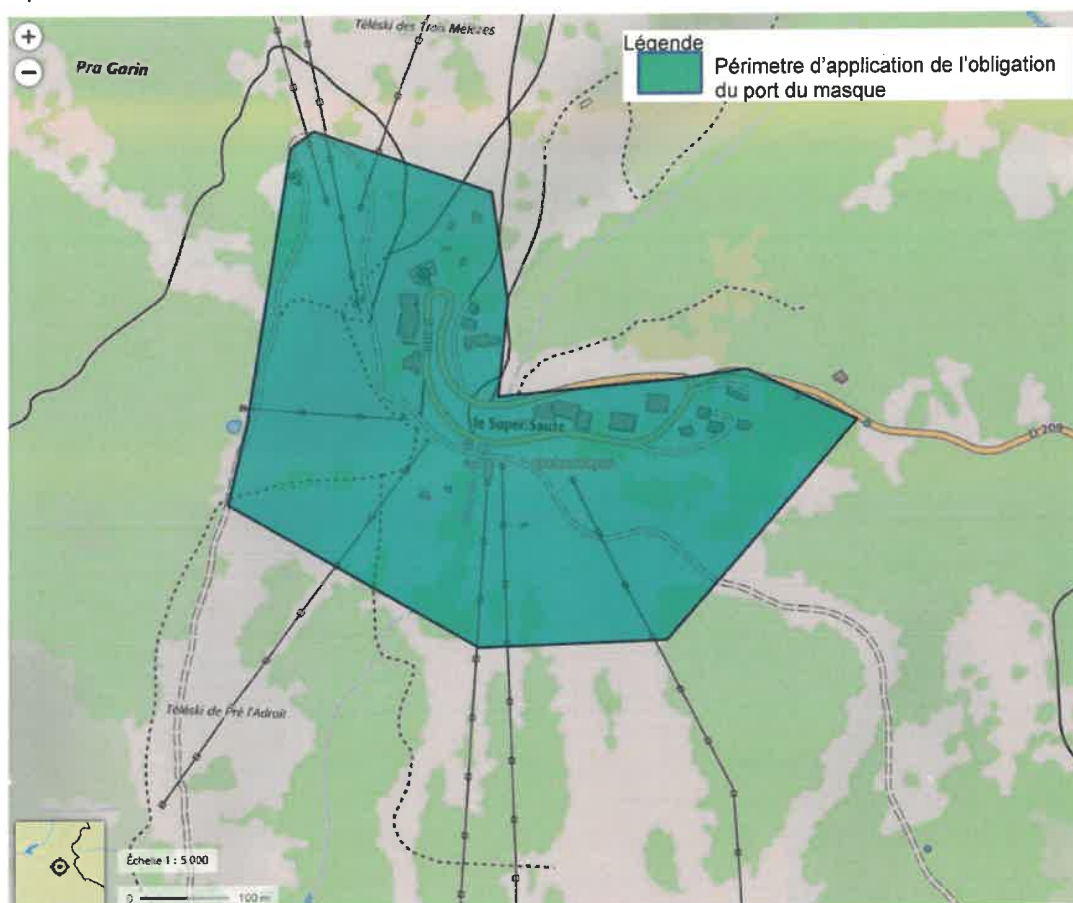 +
−
Téléski des Trois Mélèzes
Pra Garin
Légende
Périmetre d'application de l'obligation
du port du masque
le Super-Sauze
D 209
Téléski de Pré l'Adroit
Échelle 1 : 5 000
0 100 m